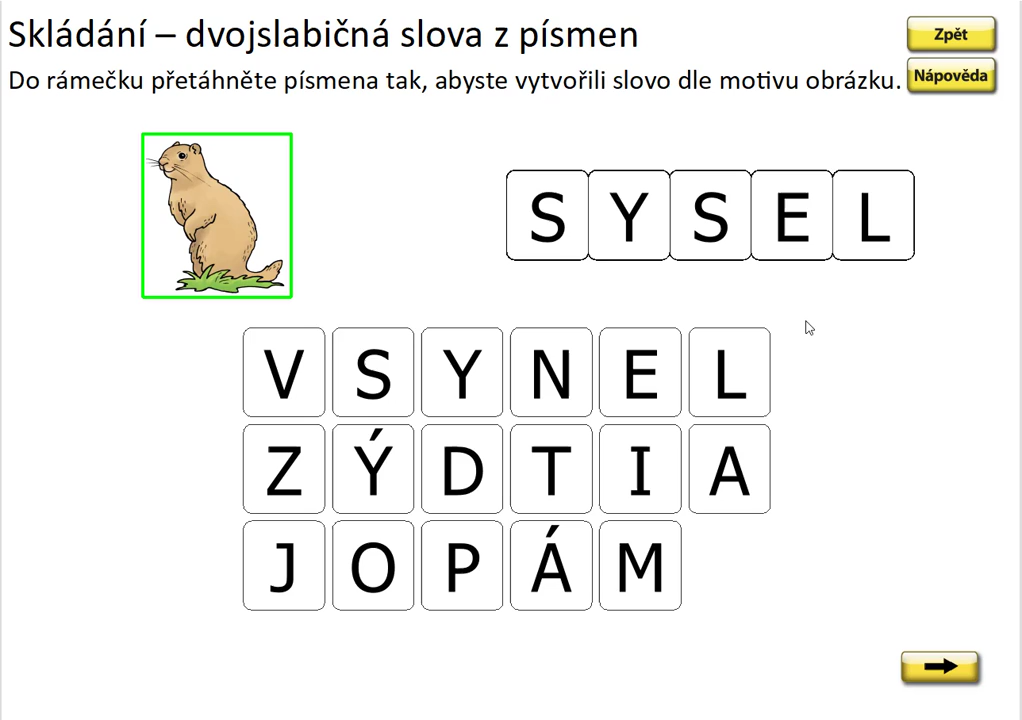 Skládání – dvojslabičná slova z písmen
Zpět
Do rámečku přetáhněte písmena tak, abyste vytvořili slovo dle motivu obrázku.
Nápověda
S Y S E L
V S Y N E L
Z Ý D T I A
J O P Á M